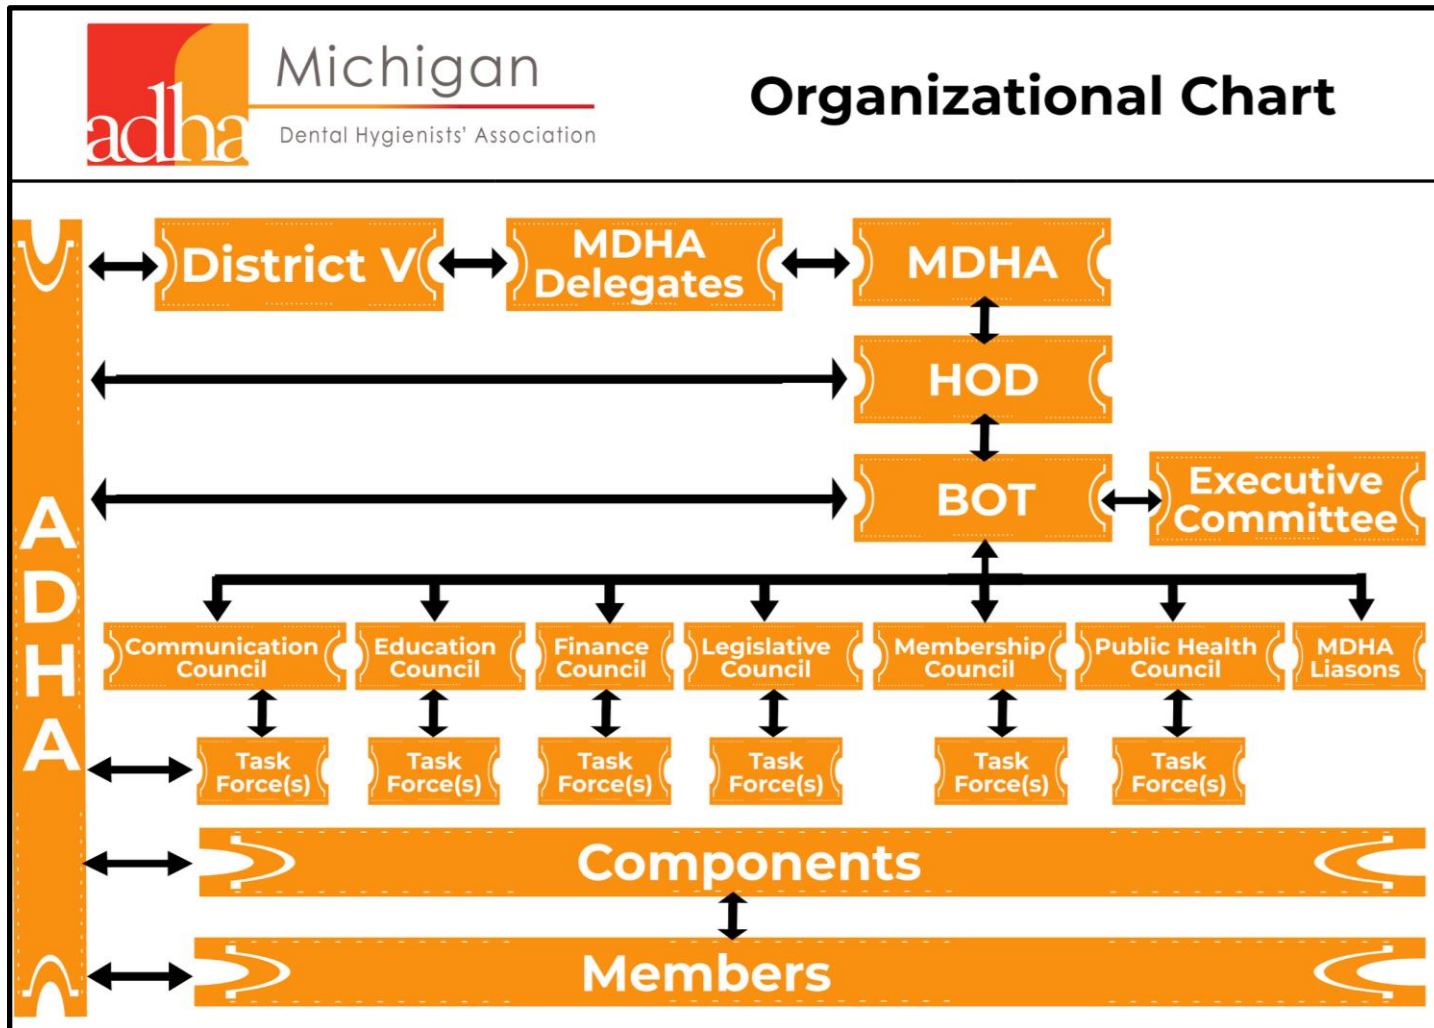 adha
Michigan
Dental Hygienists' Association
Organizational Chart
ADHA
District V
MDHA
Delegates
MDHA
HOD
BOT
Executive
Committee
Communication
Council
Education
Council
Finance
Council
Legislative
Council
Membership
Council
Public Health
Council
MDHA
Liasons
Task
Force(s)
Task
Force(s)
Task
Force(s)
Task
Force(s)
Task
Force(s)
Task
Force(s)
Components
Members